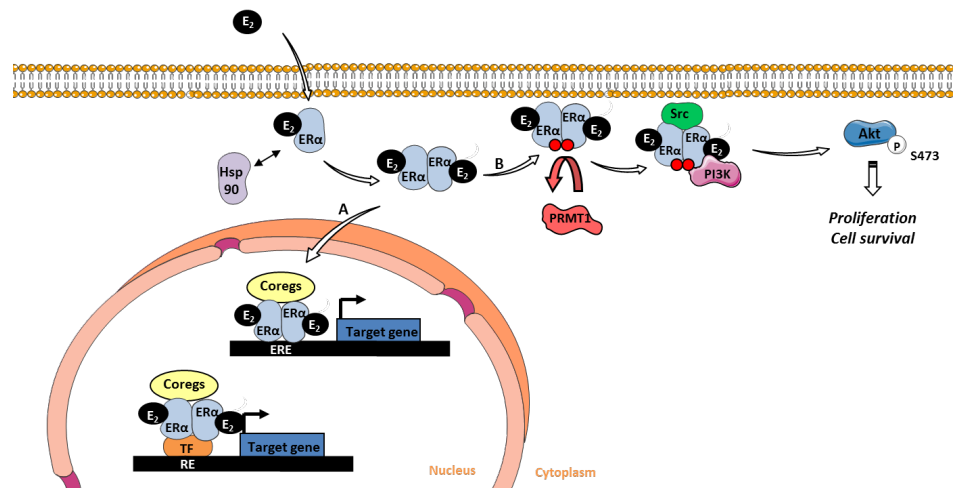 E2
E2
ERα
Hsp
90
E2
ERα
ERα
E2
B
E2
ERα
ERα
E2
PRMT1
Src
E2
ERα
ERα
E2
PI3K
Akt
P
S473
Proliferation
Cell survival
A
Coregs
E2
ERα
ERα
E2
Target gene
ERE
Coregs
E2
ERα
ERα
E2
TF
Target gene
RE
Nucleus
Cytoplasm